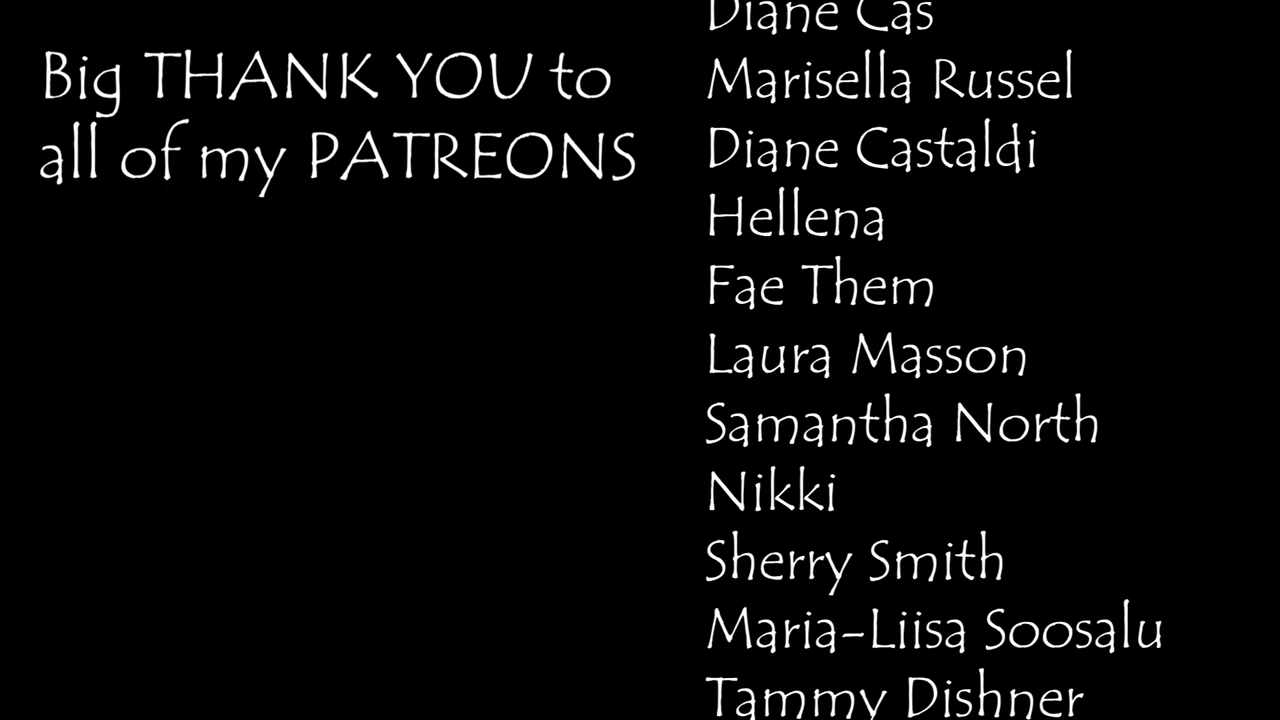 Big THANK YOU to
all of my PATREONS
Diane Cas
Marisella Russel
Diane Castaldi
Hellena
Fae Them
Laura Masson
Samantha North
Nikki
Sherry Smith
Maria-Liisa Soosalu
Tammy Dishner